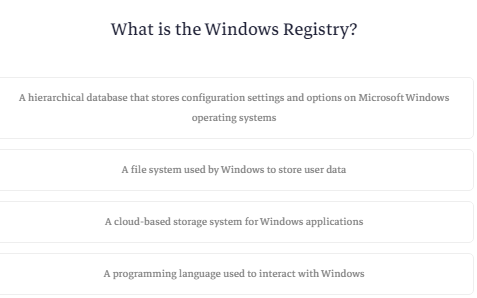 What is the Windows Registry?
A hierarchical database that stores configuration settings and options on Microsoft Windows
operating systems
A file system used by Windows to store user data
A cloud-based storage system for Windows applications
A programming language used to interact with Windows